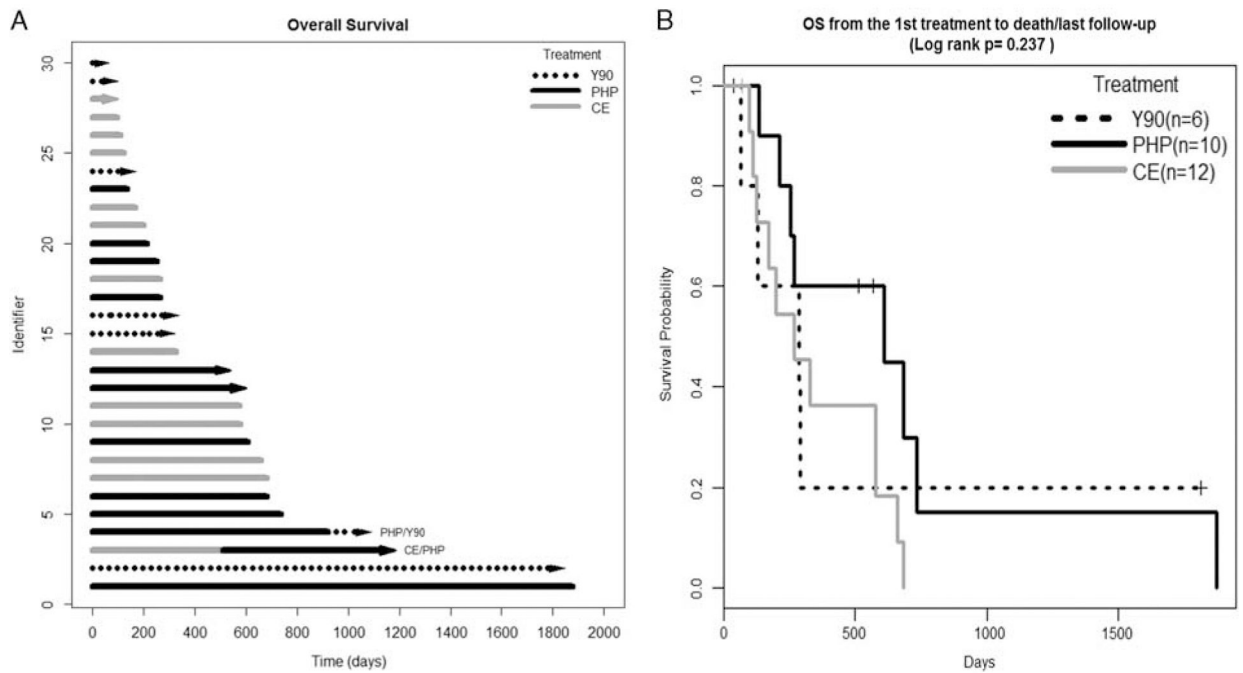 A
Overall Survival
Identifier
30
25
20
15
10
5
0
Treatment
Y90
PHP
CE
PHP/Y90
CE/PHP
0 200 400 600 800 1000 1200 1400 1600 1800 2000
Time (days)
B
OS from the 1st treatment to death/last follow-up
(Log rank p= 0.237 )
Survival Probability
1.0
0.8
0.6
0.4
0.2
0.0
Treatment
Y90(n=6)
PHP(n=10)
CE(n=12)
0 500 1000 1500
Days